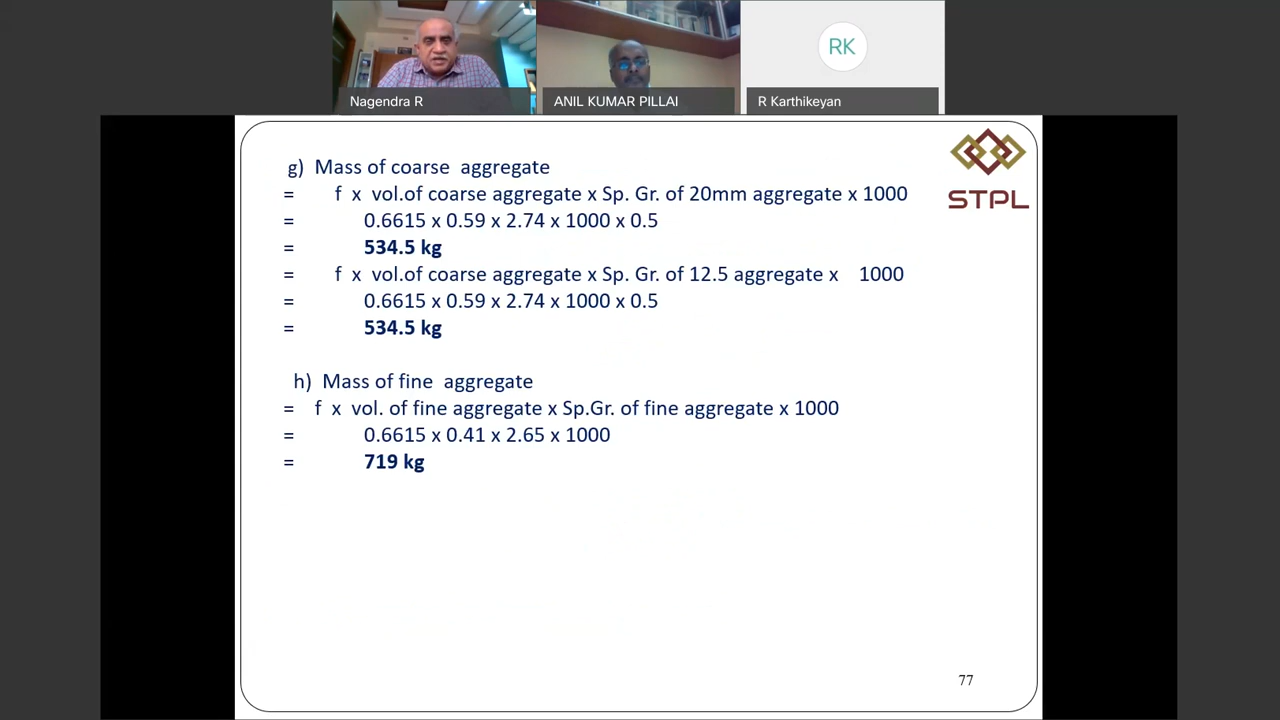 RK
Nagendra R
ANIL KUMAR PILLAI
R Karthikeyan
STPL
g) Mass of coarse aggregate
= f x vol.of coarse aggregate x Sp. Gr. of 20mm aggregate x 1000
= 0.6615 x 0.59 x 2.74 x 1000 x 0.5
= 534.5 kg
= f x vol.of coarse aggregate x Sp. Gr. of 12.5 aggregate x 1000
= 0.6615 x 0.59 x 2.74 x 1000 x 0.5
= 534.5 kg
h) Mass of fine aggregate
= f x vol. of fine aggregate x Sp.Gr. of fine aggregate x 1000
= 0.6615 x 0.41 x 2.65 x 1000
= 719 kg
77